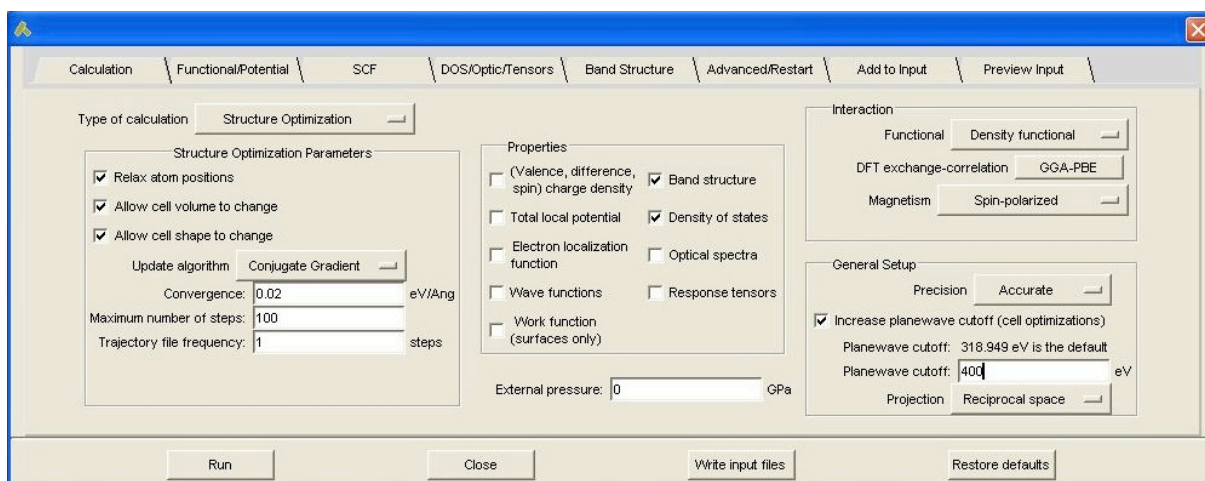 Calculation
Functional/Potential
SCF
DOS/Optic/Tensors
Band Structure
Advanced/Restart
Add to Input
Preview Input
Type of calculation Structure Optimization
Structure Optimization Parameters
Relax atom positions
Allow cell volume to change
Allow cell shape to change
Update algorithm Conjugate Gradient
Convergence: 0.02 eV/Ang
Maximum number of steps: 100
Trajectory file frequency: 1 steps
Properties
(Valence, difference,
spin) charge density
Band structure
Total local potential
Density of states
Electron localization
function
Optical spectra
Wave functions
Response tensors
Work function
(surfaces only)
External pressure: 0 GPa
Interaction
Functional Density functional
DFT exchange-correlation GGA-PBE
Magnetism Spin-polarized
General Setup
Precision Accurate
Increase planewave cutoff (cell optimizations)
Planewave cutoff: 318.949 eV is the default
Planewave cutoff: 400 eV
Projection Reciprocal space
Run
Close
Write input files
Restore defaults